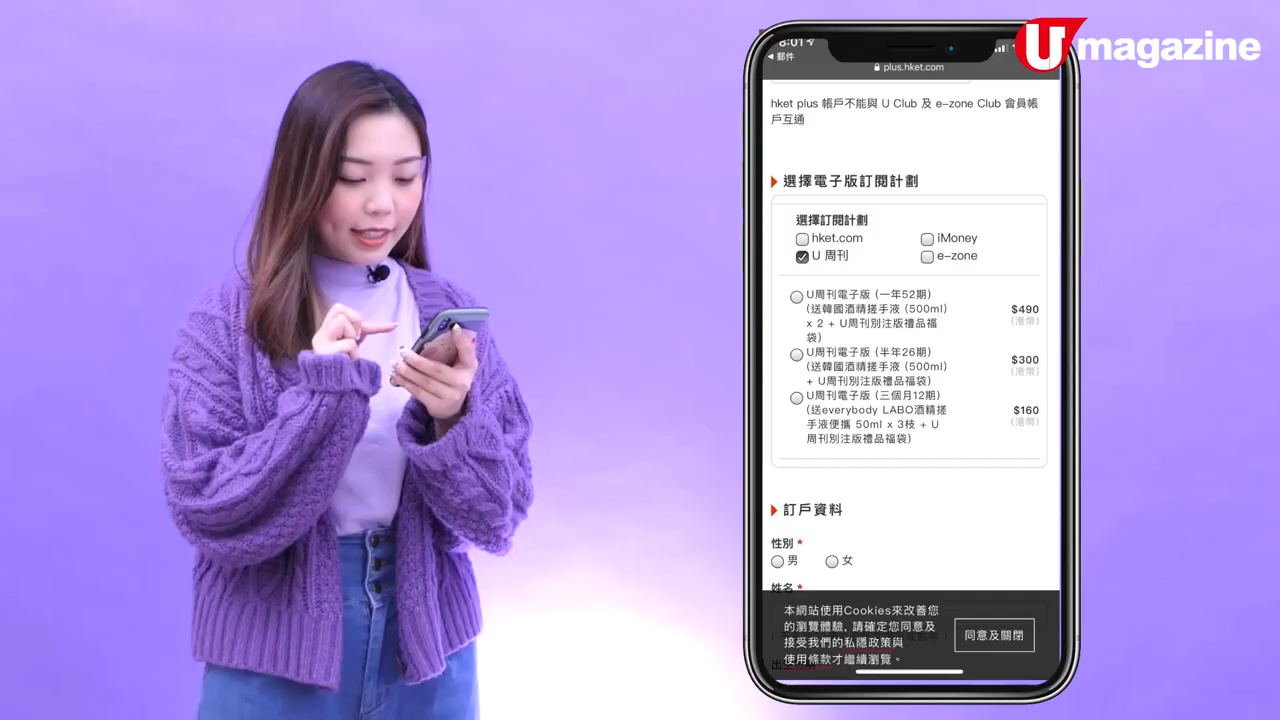 U magazine
8:01
郵件
plus.hket.com
hket plus 帳戶不能與 U Club 及 e-zone Club 會員帳
戶互通
選擇電子版訂閱計劃
選擇訂閱計劃
hket.com
iMoney
U 周刊
e-zone
U周刊電子版 (一年52期)
(送韓國酒精搓手液 (500ml)
x 2 + U周刊別注版禮品福
袋)
$490
(港幣)
U周刊電子版 (半年26期)
(送韓國酒精搓手液 (500ml)
+ U周刊別注版禮品福袋)
$300
(港幣)
U周刊電子版 (三個月12期)
(送everybody LABO酒精搓
手液便攜 50ml x 3枝 + U
周刊別注版禮品福袋)
$160
(港幣)
訂戶資料
性別 *
男
女
姓名 *
本網站使用Cookies來改善您
的瀏覽體驗, 請確定您同意及
接受我們的私隱政策與
使用條款才繼續瀏覽。
同意及關閉